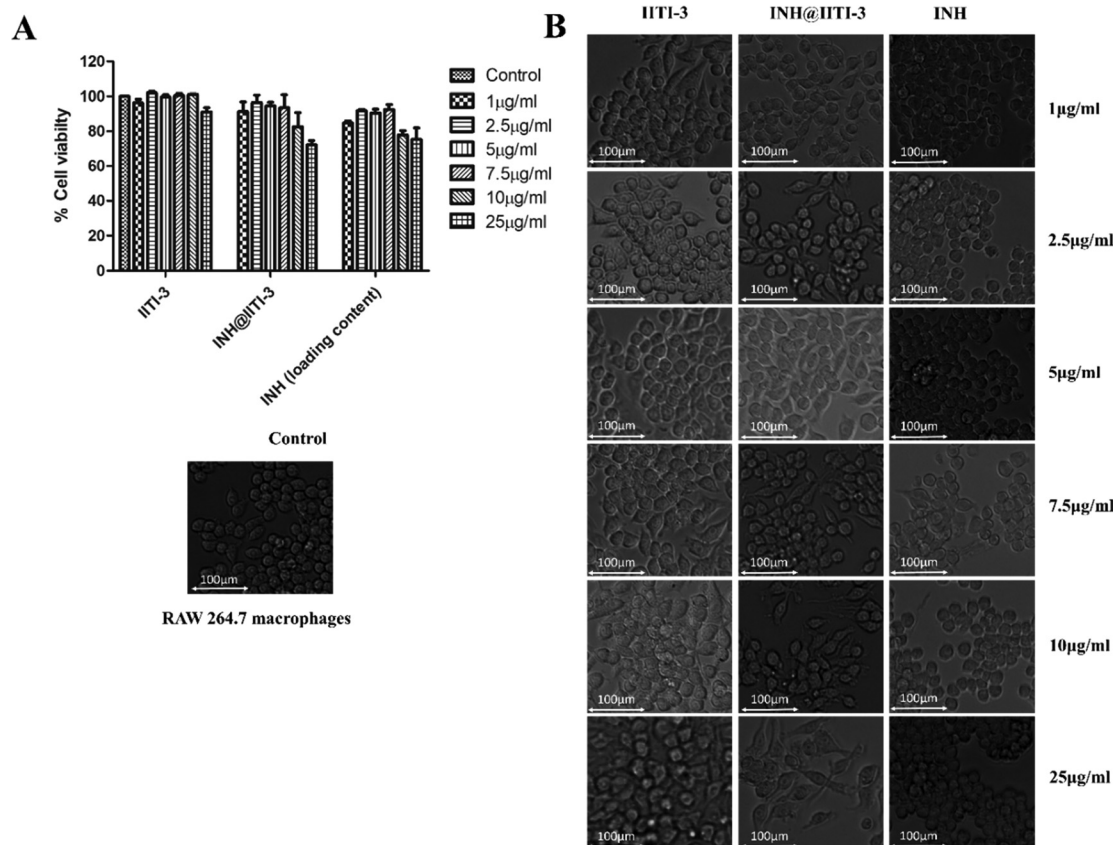 A
% Cell viabilty
120
100
80
60
40
20
0
IITI-3
INH@IITI-3
INH (loading content)
Control
1µg/ml
2.5µg/ml
5µg/ml
7.5µg/ml
10µg/ml
25µg/ml
Control
100µm
RAW 264.7 macrophages
B
IITI-3 INH@IITI-3 INH
1µg/ml
100µm 100µm 100µm
2.5µg/ml
100µm 100µm 100µm
5µg/ml
100µm 100µm 100µm
7.5µg/ml
100µm 100µm 100µm
10µg/ml
100µm 100µm 100µm
25µg/ml
100µm 100µm 100µm